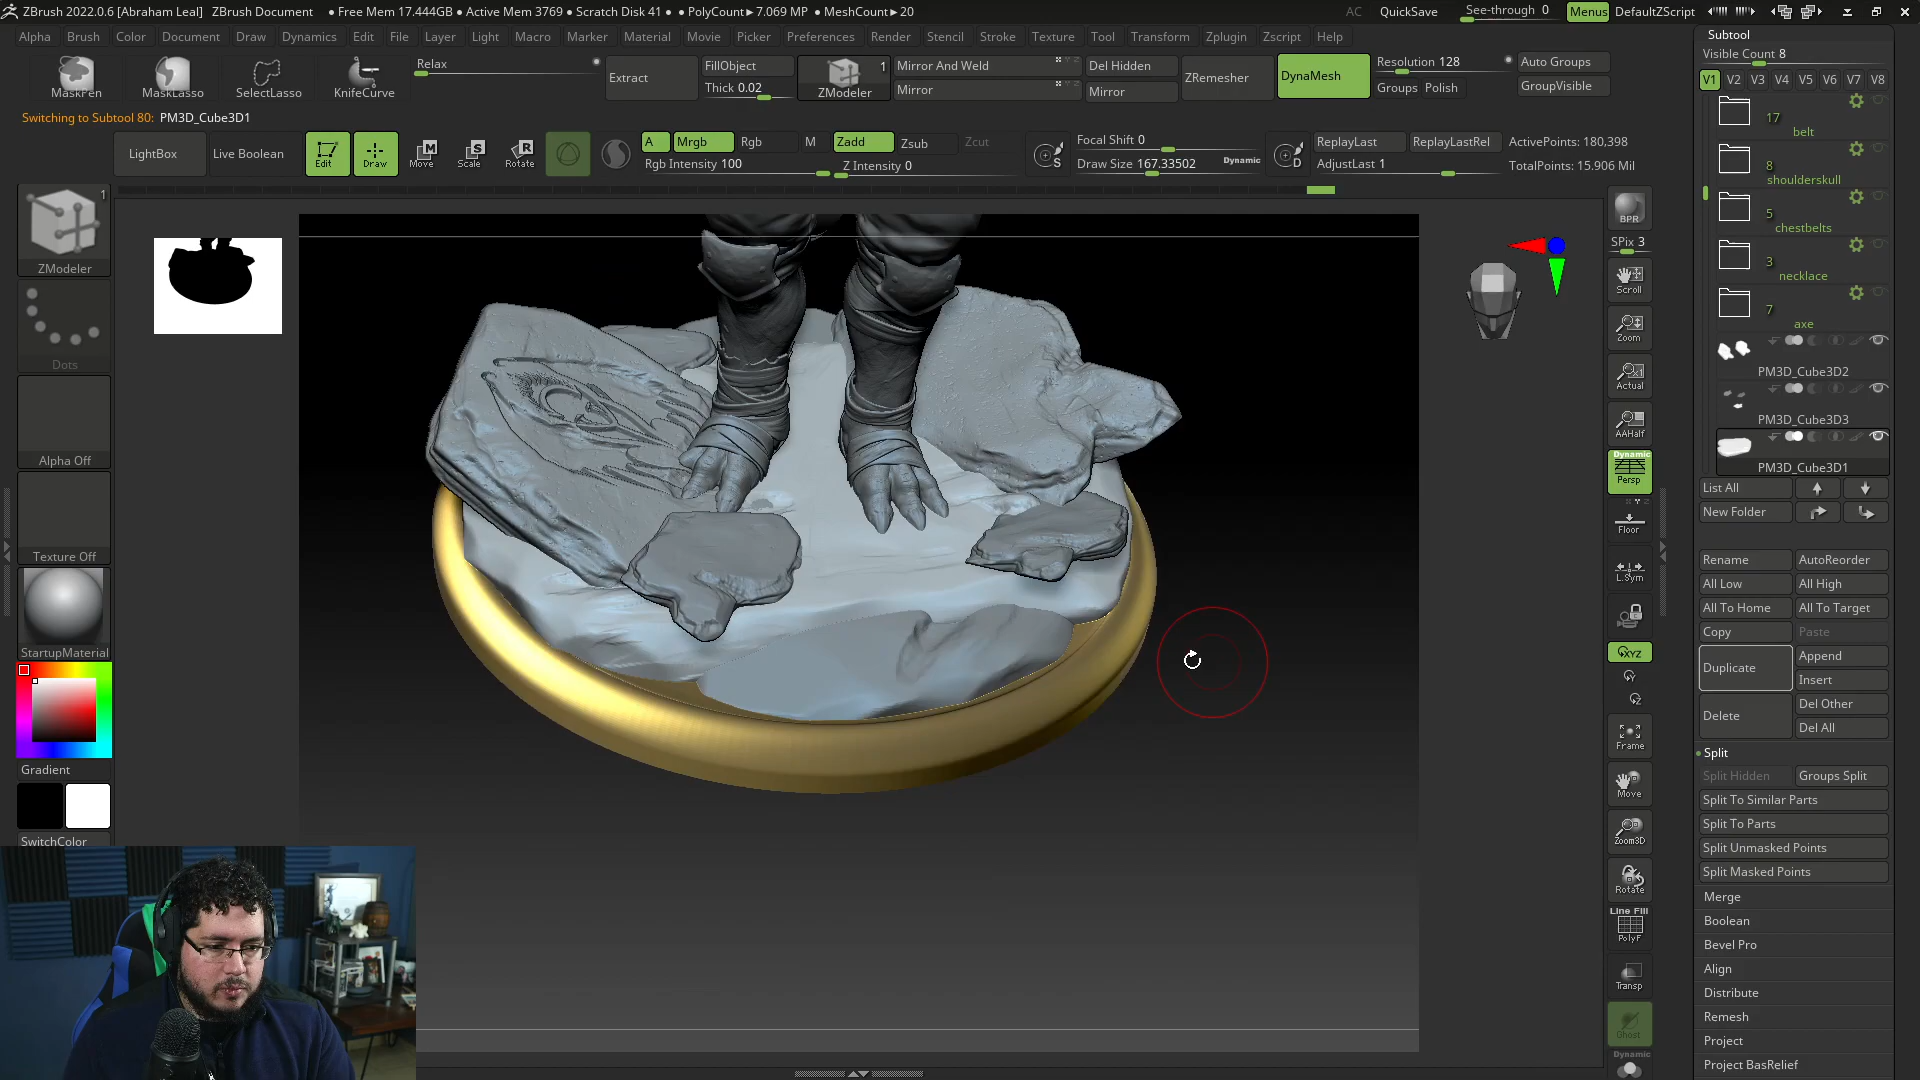 ZBrush 2022.0.6 [Abraham Leal] ZBrush Document • Free Mem 17.444GB • Active Mem 3769 • Scratch Disk 41 • PolyCount► 7.069 MP • MeshCount►20 AC QuickSave See-through 0 Menus DefaultZScript
Alpha Brush Color Document Draw Dynamics Edit File Layer Light Macro Marker Material Movie Picker Preferences Render Stencil Stroke Texture Tool Transform Zplugin Zscript Help
MaskPen MaskLasso SelectLasso KnifeCurve
Relax
Extract
FillObject
Thick 0.02
1
ZModeler
Mirror And Weld
Mirror
Del Hidden
Mirror
ZRemesher
DynaMesh
Resolution 128
Groups Polish
Auto Groups
GroupVisible
Switching to Subtool 80: PM3D_Cube3D1
LightBox Live Boolean
Edit Draw Move Scale Rotate
A Mrgb Rgb M
Rgb Intensity 100
Zadd Zsub Zcut
Z Intensity 0
S
Focal Shift 0
Draw Size 167.33502 Dynamic
D
ReplayLast ReplayLastRel
AdjustLast 1
ActivePoints: 180,398
TotalPoints: 15.906 Mil
1
ZModeler
Dots
Alpha Off
Texture Off
StartupMaterial
Gradient
SwitchColor
BPR
SPix 3
Scroll
Zoom
Actual
AAHalf
Dynamic
Persp
Floor
L.Sym
XYZ
Frame
Move
Zoom3D
Rotate
Line Fill
PolyF
Transp
Ghost
Dynamic
Subtool
Visible Count 8
V1 V2 V3 V4 V5 V6 V7 V8
17
belt
8
shoulderskull
5
chestbelts
3
necklace
7
axe
PM3D_Cube3D2
PM3D_Cube3D3
PM3D_Cube3D1
List All
New Folder
Rename AutoReorder
All Low All High
All To Home All To Target
Copy Paste
Duplicate Append
Insert
Delete Del Other
Del All
Split
Split Hidden Groups Split
Split To Similar Parts
Split To Parts
Split Unmasked Points
Split Masked Points
Merge
Boolean
Bevel Pro
Align
Distribute
Remesh
Project
Project BasRelief